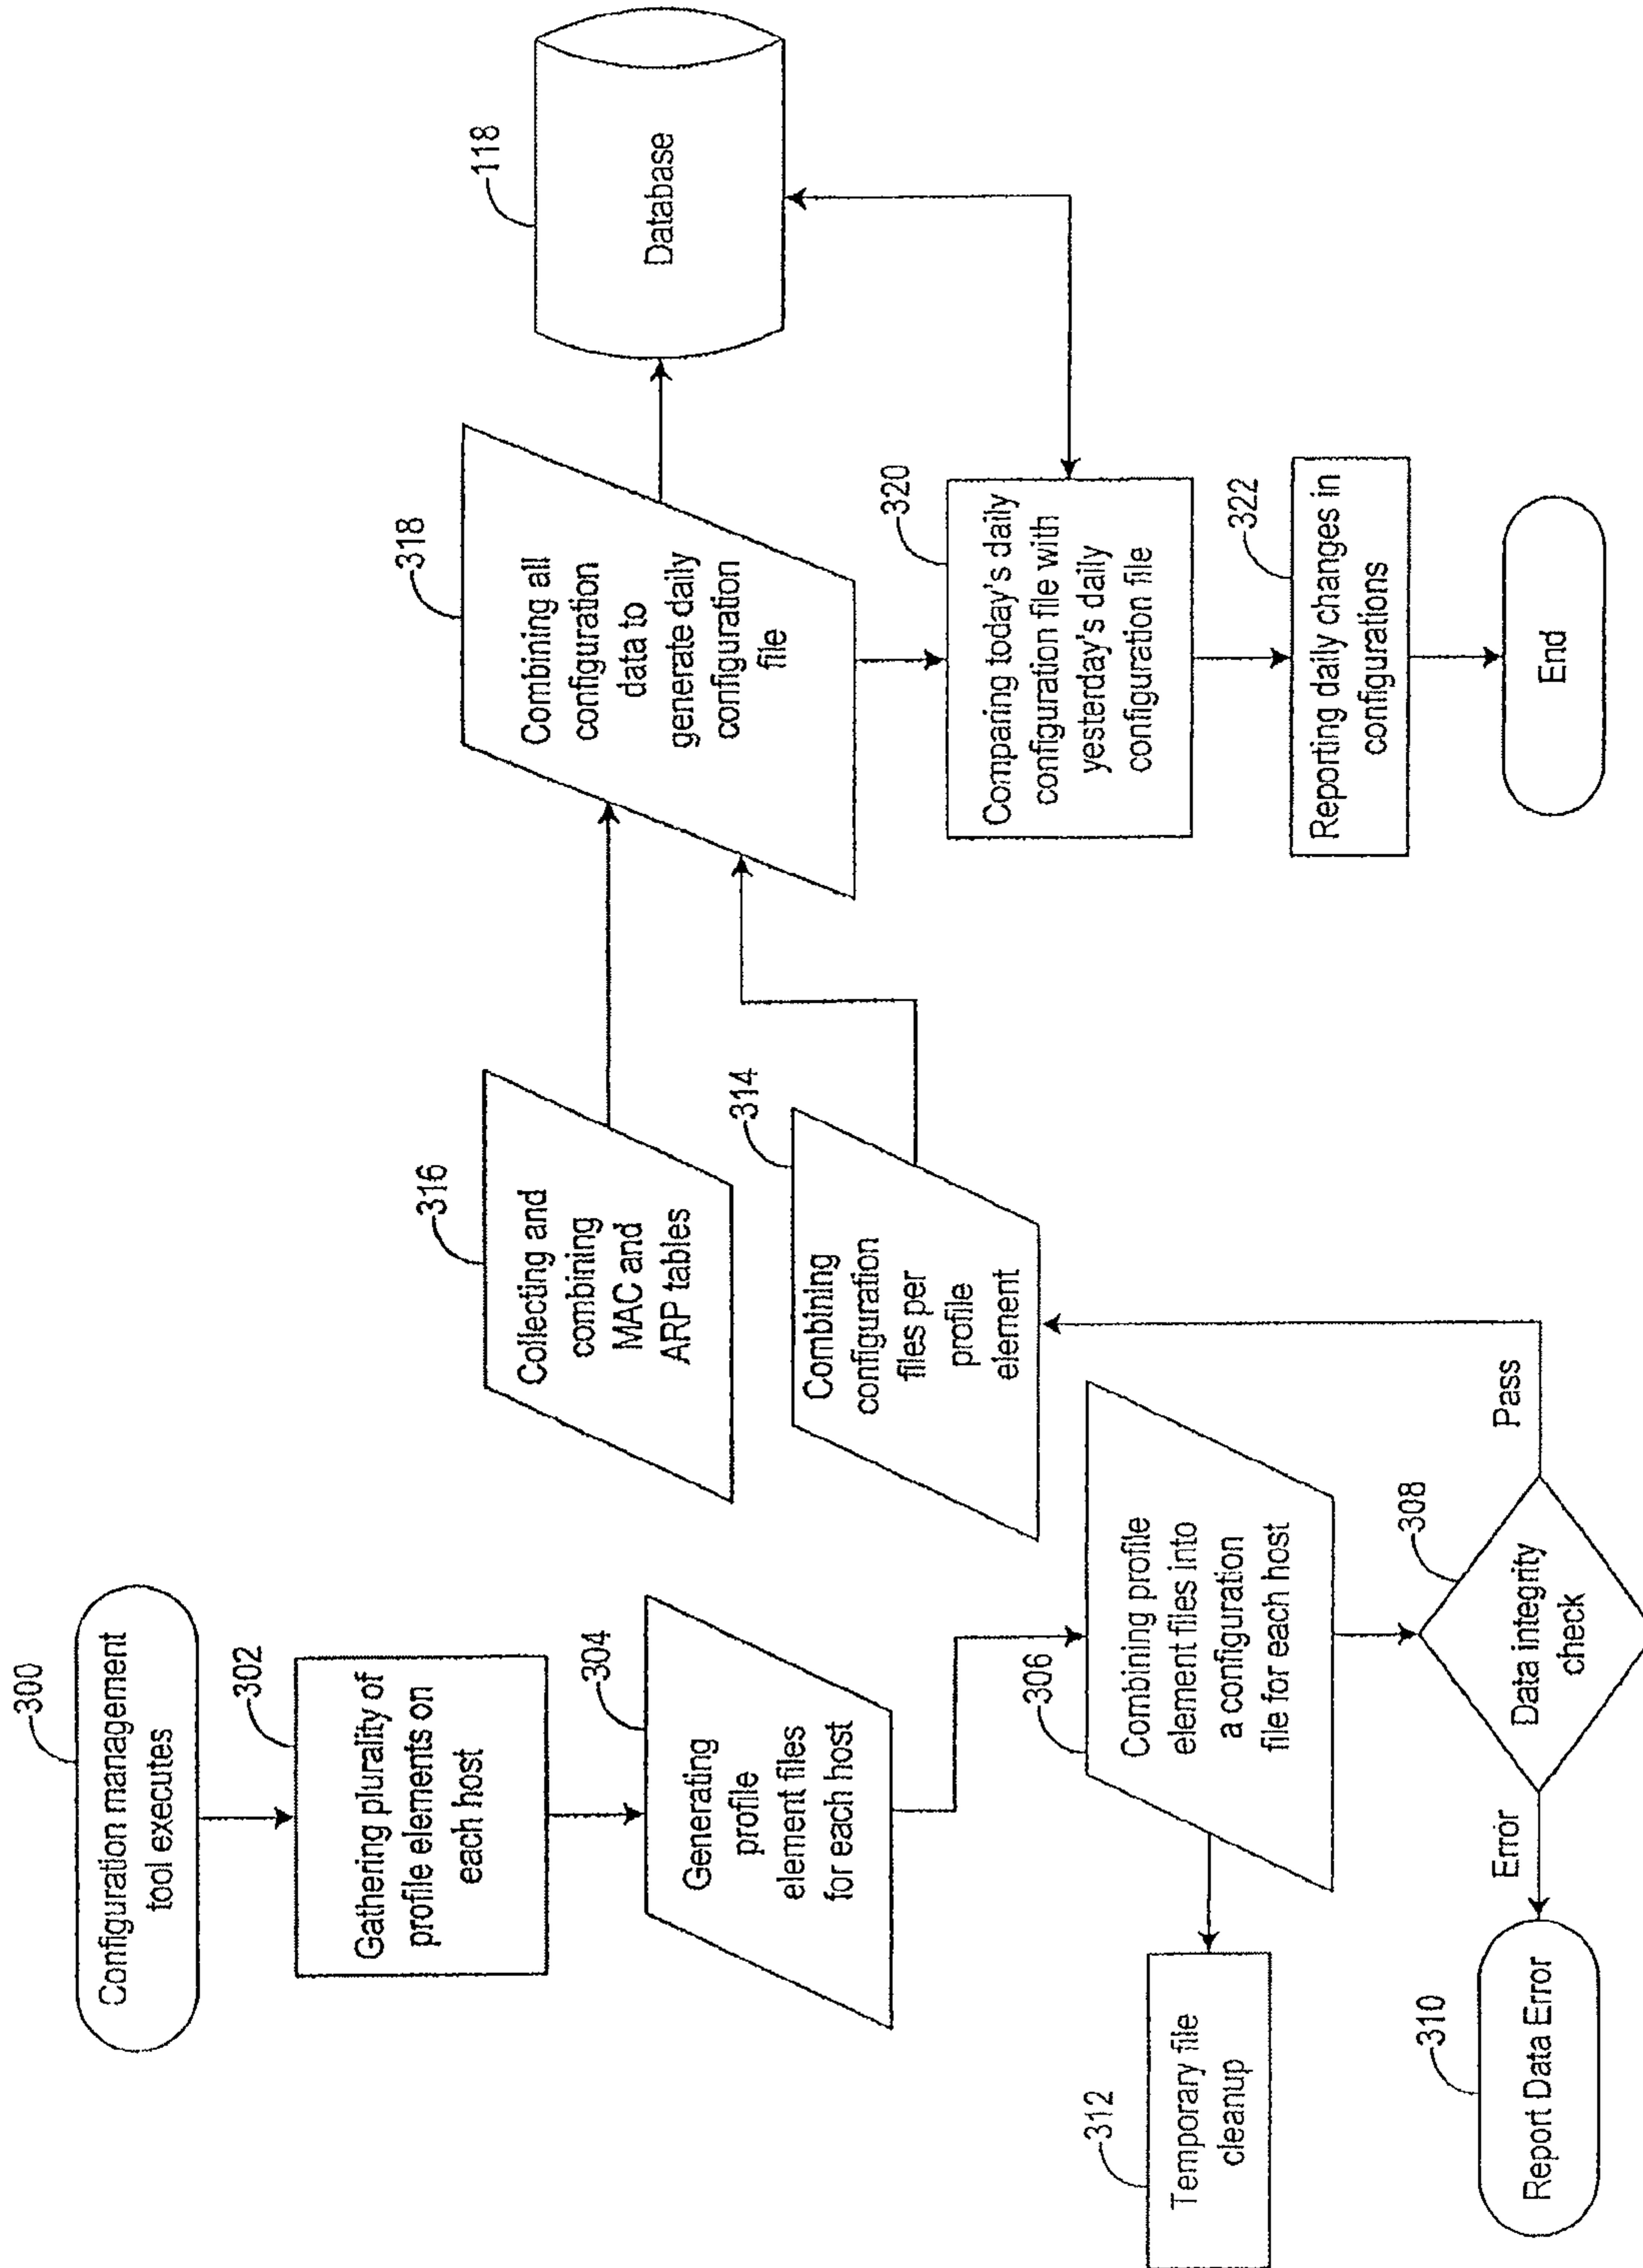 300
Configuration management
tool executes
302
Gathering plurality of
profile elements on
each host
304
Generating
profile
element files
for each host
306
Combining profile
element files into
a configuration
file for each host
312
Temporary file
cleanup
308
Data integrity
check
Error
Pass
310
Report Data Error
314
Combining
configuration
files per
profile
element
316
Collecting and
combining
MAC and
ARP tables
318
Combining all
configuration
data to
generate daily
configuration
file
118
Database
320
Comparing today's daily
configuration file with
yesterday's daily
configuration file
322
Reporting daily changes in
configurations
End